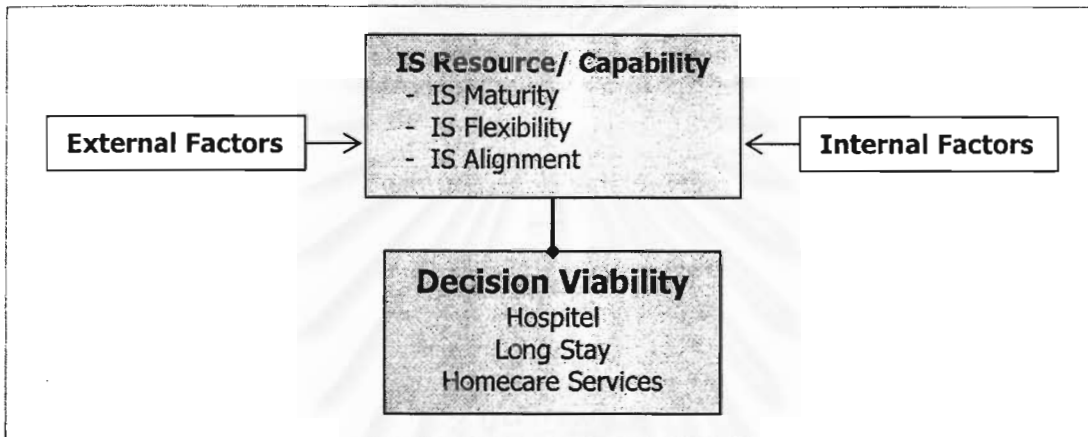 IS Resource/ Capability
- IS Maturity
- IS Flexibility
- IS Alignment
External Factors
Internal Factors
Decision Viability
Hospitel
Long Stay
Homecare Services